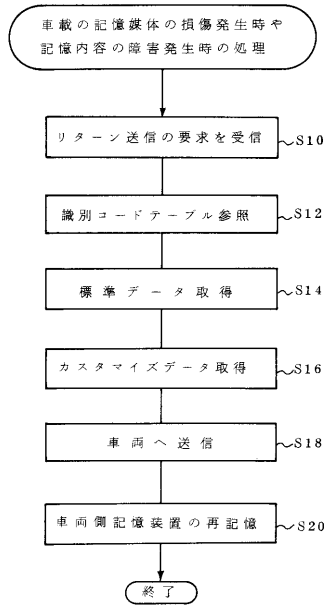 車載の記憶媒体の損傷発生時や
記憶内容の障害発生時の処理
リターン送信の要求を受信
S10
識別コードテーブル参照
S12
標準データ取得
S14
カスタマイズデータ取得
S16
車両へ送信
S18
車両側記憶装置の再記憶
S20
終了